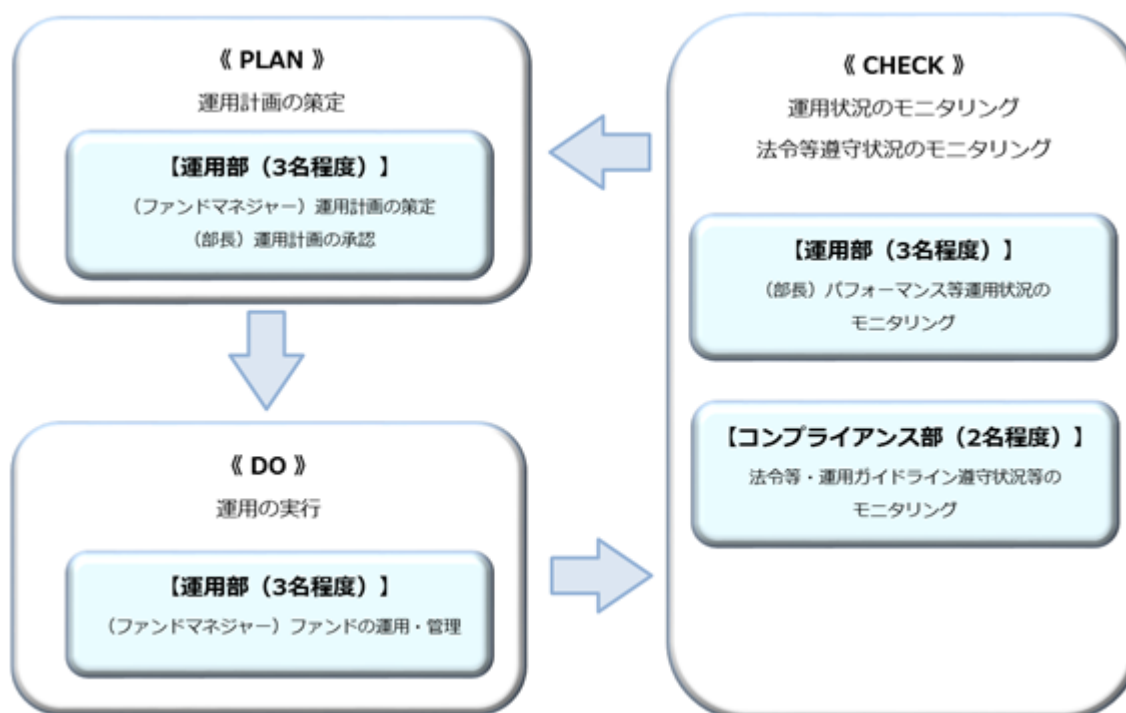 《 PLAN 》
運用計画の策定
【運用部（3名程度）】
（ファンドマネジャー）運用計画の策定
（部長）運用計画の承認
《 DO 》
運用の実行
【運用部（3名程度）】
（ファンドマネジャー）ファンドの運用・管理
《 CHECK 》
運用状況のモニタリング
法令等遵守状況のモニタリング
【運用部（3名程度）】
（部長）パフォーマンス等運用状況の
モニタリング
【コンプライアンス部（2名程度）】
法令等・運用ガイドライン遵守状況等の
モニタリング